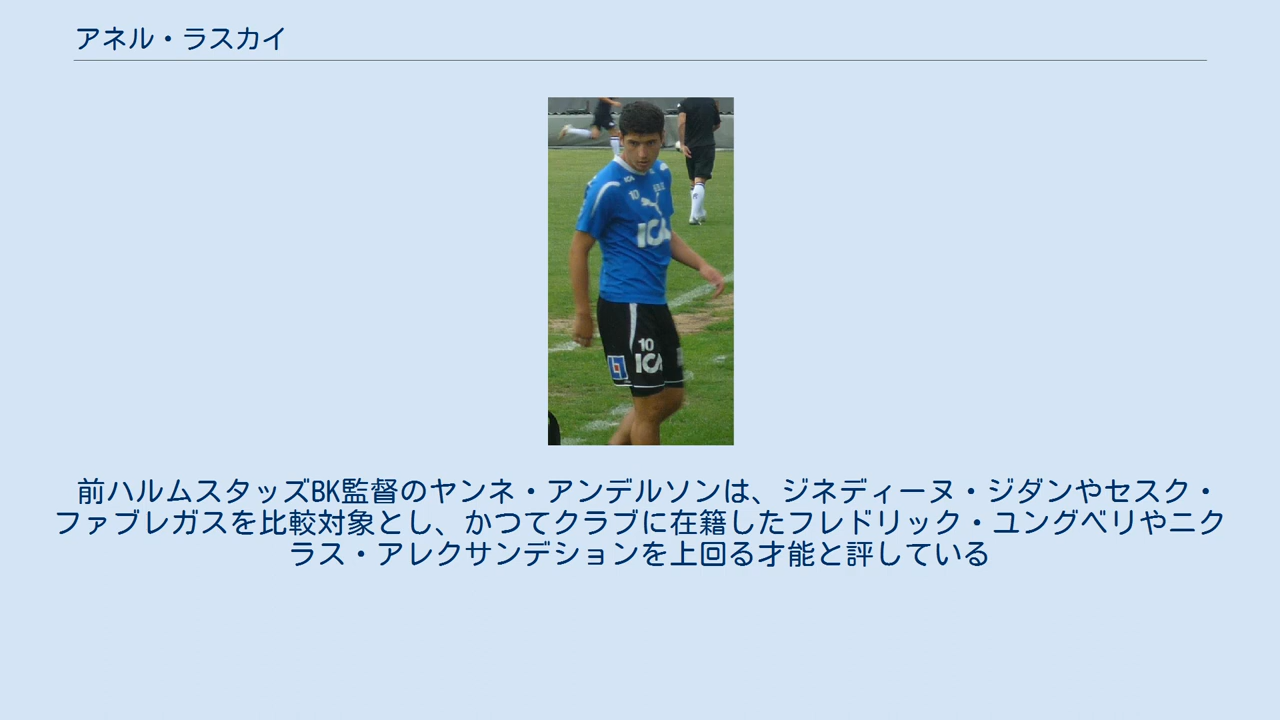 アネル・ラスカイ
10
ICA
10
ICA
前ハルムスタッズBK監督のヤンネ・アンデルソンは、ジネディーヌ・ジダンやセスク・
ファブレガスを比較対象とし、かつてクラブに在籍したフレドリック・ユングベリやニク
ラス・アレクサンデションを上回る才能と評している